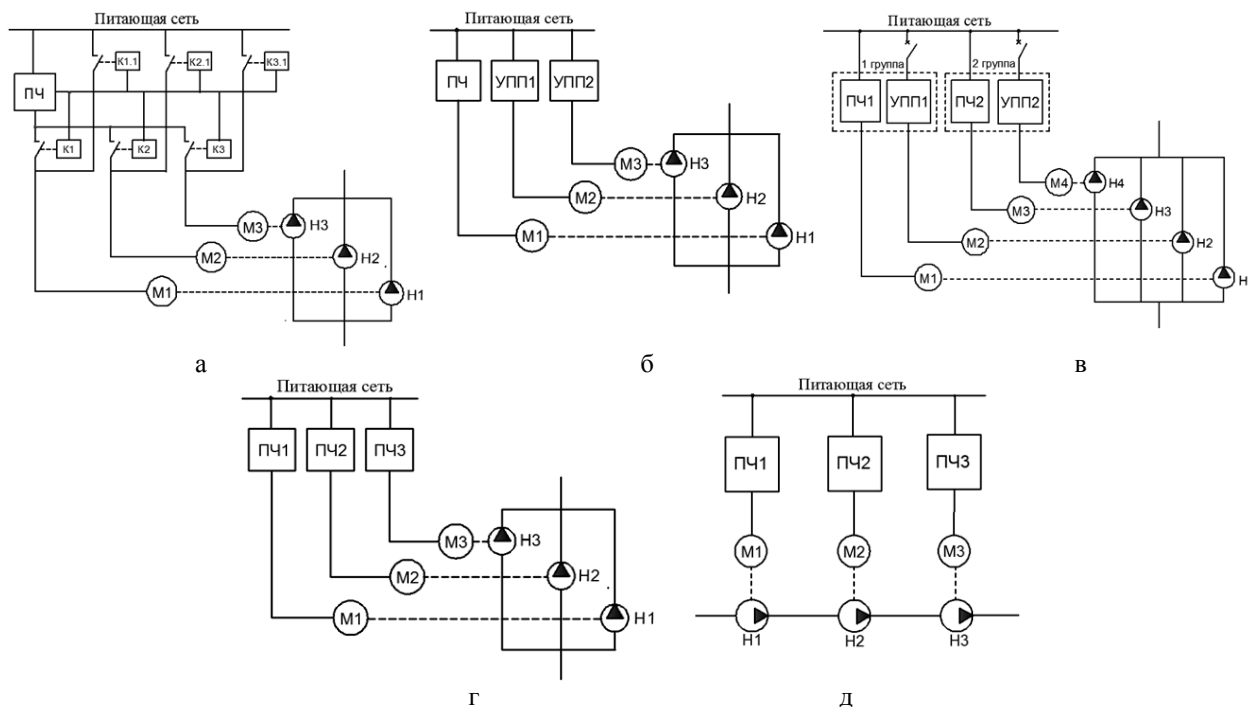 Питающая сеть
К1.1
К2.1
К3.1
ПЧ
К1
К2
К3
М3
Н3
М2
Н2
М1
Н1
а
Питающая сеть
ПЧ
УПП1
УПП2
М3
Н3
М2
Н2
М1
Н1
б
Питающая сеть
1 группа
2 группа
ПЧ1
УПП1
ПЧ2
УПП2
М4
Н4
М3
Н3
М2
Н2
М1
Н
в
Питающая сеть
ПЧ1
ПЧ2
ПЧ3
М3
Н3
М2
Н2
М1
Н1
г
Питающая сеть
ПЧ1
ПЧ2
ПЧ3
М1
М2
М3
Н1
Н2
Н3
д